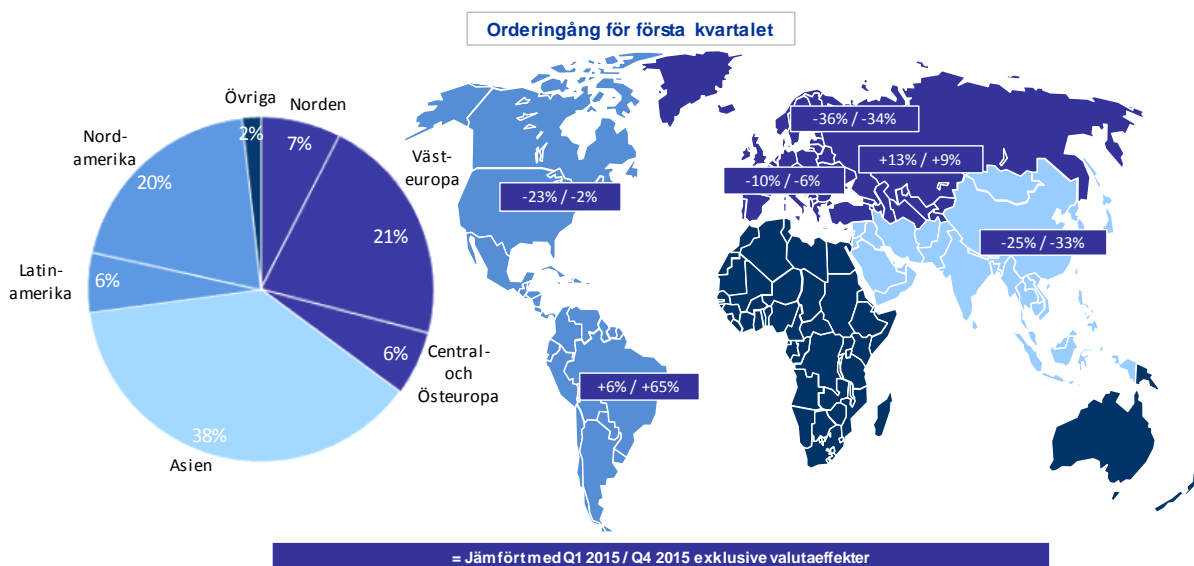 Orderingång för första kvartalet
Övriga
Norden
2%
7%
Nord-
amerika
20%
Väst-
europa
21%
Latin-
amerika
6%
6%
Central-
och
Östeuropa
38%
Asien
-36% / -34%
+13% / +9%
-10% / -6%
-23% / -2%
-25% / -33%
+6% / +65%
= Jämfört med Q1 2015 / Q4 2015 exklusive valutaeffekter